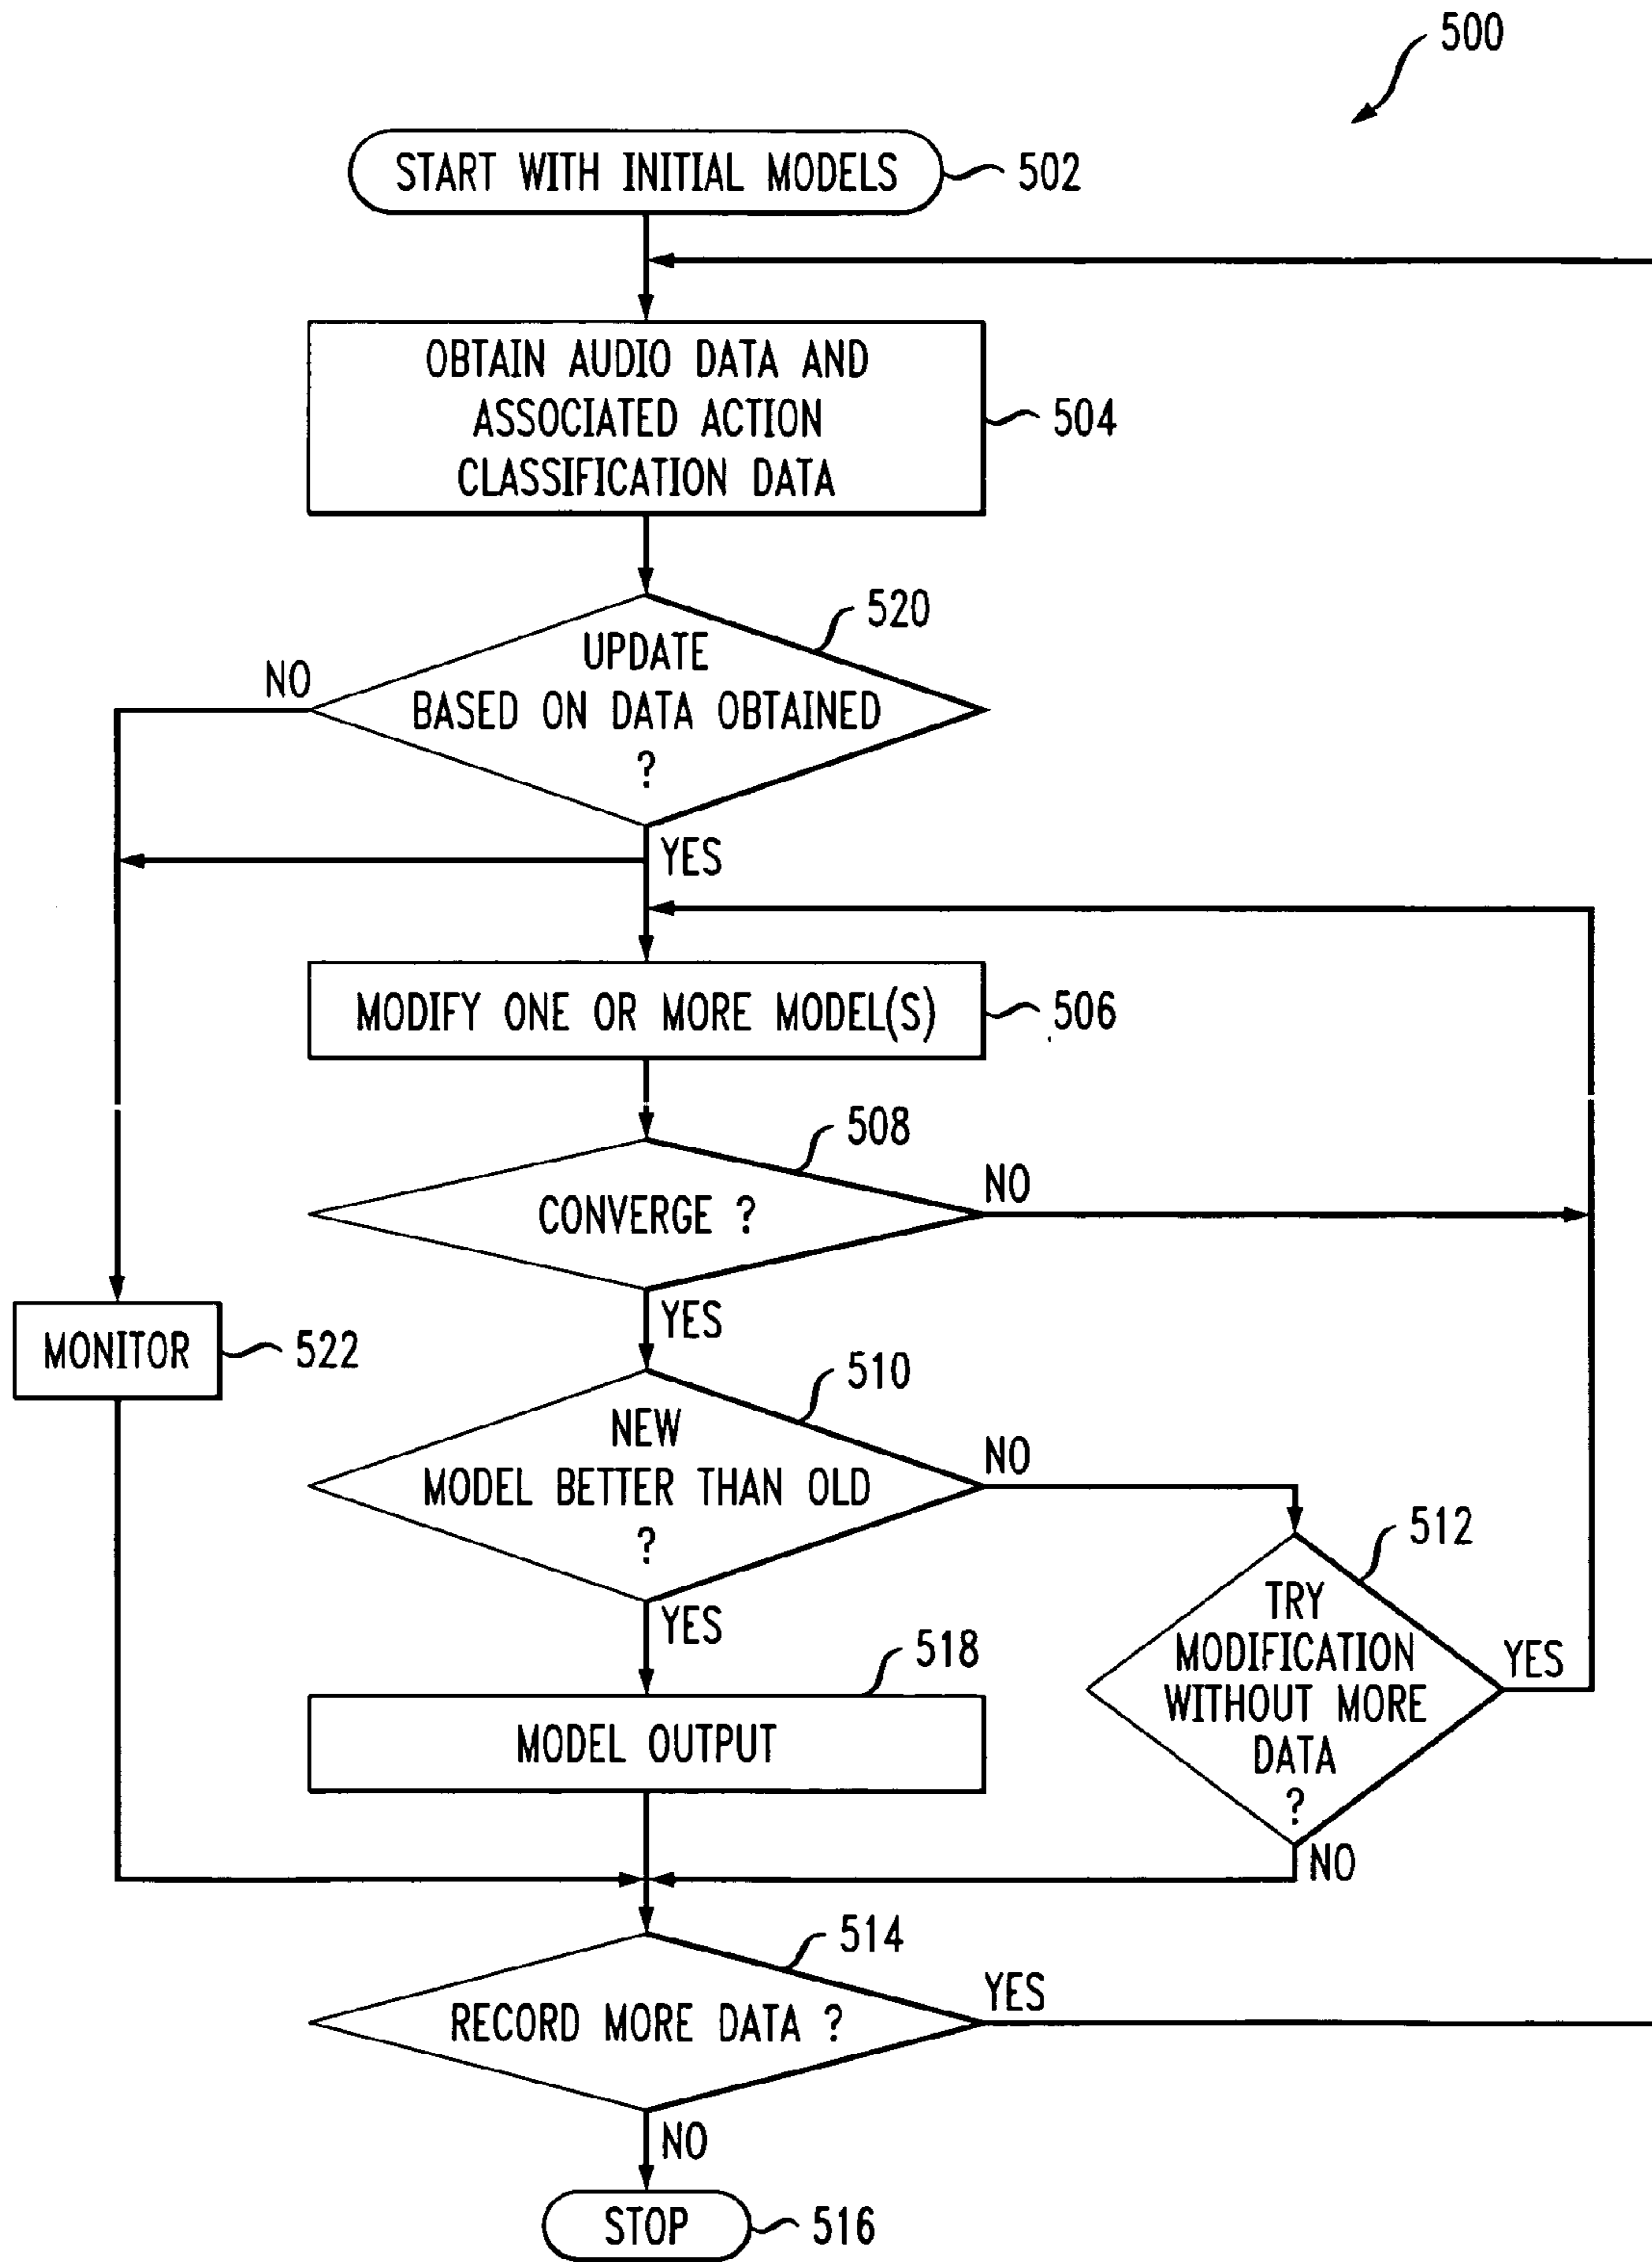 500
START WITH INITIAL MODELS
502
OBTAIN AUDIO DATA AND
ASSOCIATED ACTION
CLASSIFICATION DATA
504
520
UPDATE
BASED ON DATA OBTAINED
?
NO
YES
MODIFY ONE OR MORE MODEL(S)
506
508
CONVERGE ?
NO
YES
MONITOR
522
510
NEW
MODEL BETTER THAN OLD
?
NO
YES
512
TRY
MODIFICATION
WITHOUT MORE
DATA
?
YES
NO
518
MODEL OUTPUT
514
RECORD MORE DATA ?
YES
NO
STOP
516